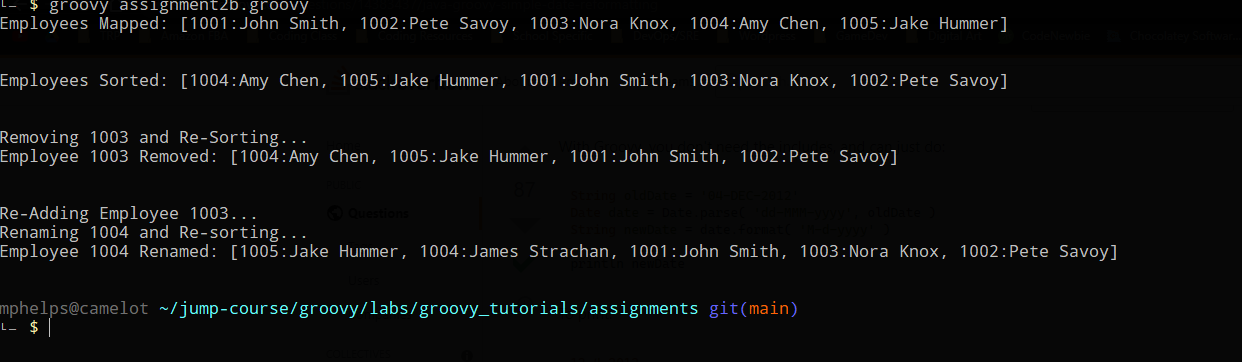 └─ $ groovy assignment2b.groovy
Employees Mapped: [1001:John Smith, 1002:Pete Savoy, 1003:Nora Knox, 1004:Amy Chen, 1005:Jake Hummer]
Employees Sorted: [1004:Amy Chen, 1005:Jake Hummer, 1001:John Smith, 1003:Nora Knox, 1002:Pete Savoy]
Removing 1003 and Re-Sorting...
Employee 1003 Removed: [1004:Amy Chen, 1005:Jake Hummer, 1001:John Smith, 1002:Pete Savoy]
Re-Adding Employee 1003...
Questions
Renaming 1004 and Re-sorting...
Employee 1004 Renamed: [1005:Jake Hummer, 1004:James Strachan, 1001:John Smith, 1003:Nora Knox, 1002:Pete Savoy]
mphelps@camelot ~/jump-course/groovy/labs/groovy_tutorials/assignments git(main)
└─ $